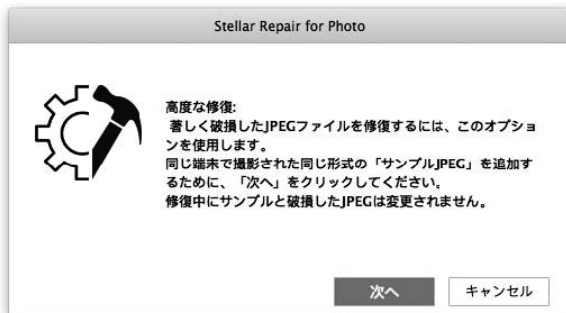 Stellar Repair for Photo
高度な修復:
著しく破損したJPEGファイルを修復するには、このオプショ
ンを使用します。
同じ端末で撮影された同じ形式の「サンプルJPEG」を追加す
るために、「次へ」をクリックしてください。
修復中にサンプルと破損したJPEGは変更されません。
次へ
キャンセル